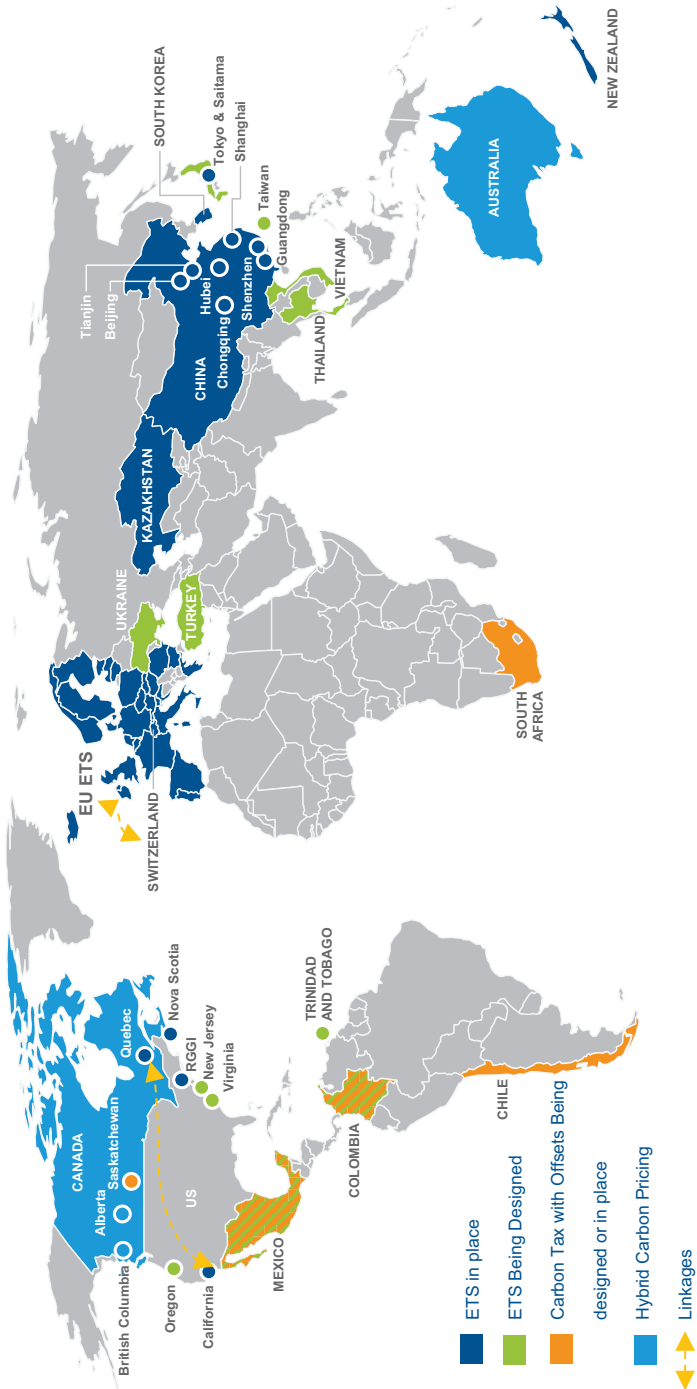 CANADA
Alberta
Saskatchewan
British Columbia
Quebec
Nova Scotia
RGGI
New Jersey
Virginia
US
Oregon
California
MEXICO
TRINIDAD
AND TOBAGO
COLOMBIA
CHILE
EU ETS
SWITZERLAND
UKRAINE
TURKEY
KAZAKHSTAN
SOUTH
AFRICA
Tianjin
Beijing
SOUTH KOREA
Tokyo & Saitama
Shanghai
CHINA
Hubei
Chongqing
Shenzhen
Taiwan
Guangdong
VIETNAM
THAILAND
AUSTRALIA
NEW ZEALAND
ETS in place
ETS Being Designed
Carbon Tax with Offsets Being
designed or in place
Hybrid Carbon Pricing
Linkages